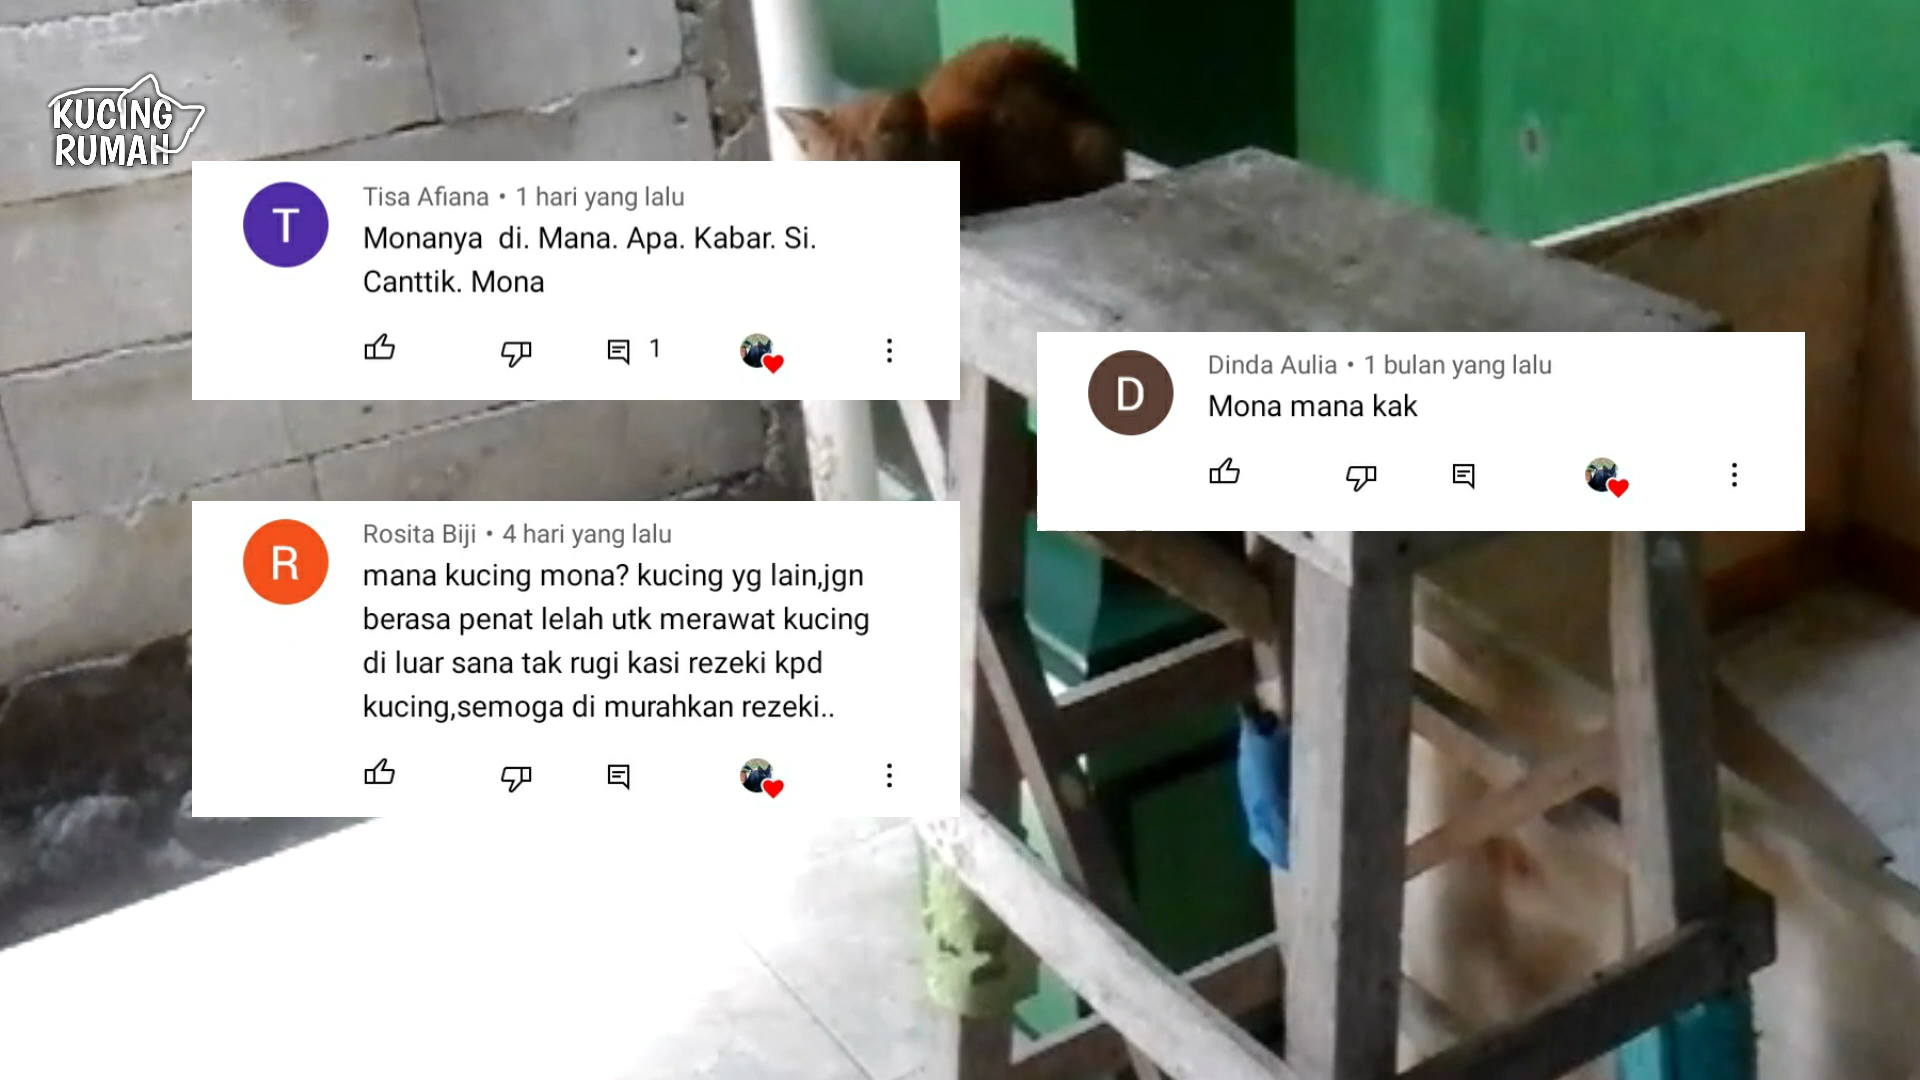 KUCING
RUMAH
T
Tisa Afiana • 1 hari yang lalu
Monanya di. Mana. Apa. Kabar. Si.
Canttik. Mona
1
D
Dinda Aulia • 1 bulan yang lalu
Mona mana kak
R
Rosita Biji • 4 hari yang lalu
mana kucing mona? kucing yg lain,jgn
berasa penat lelah utk merawat kucing
di luar sana tak rugi kasi rezeki kpd
kucing,semoga di murahkan rezeki..